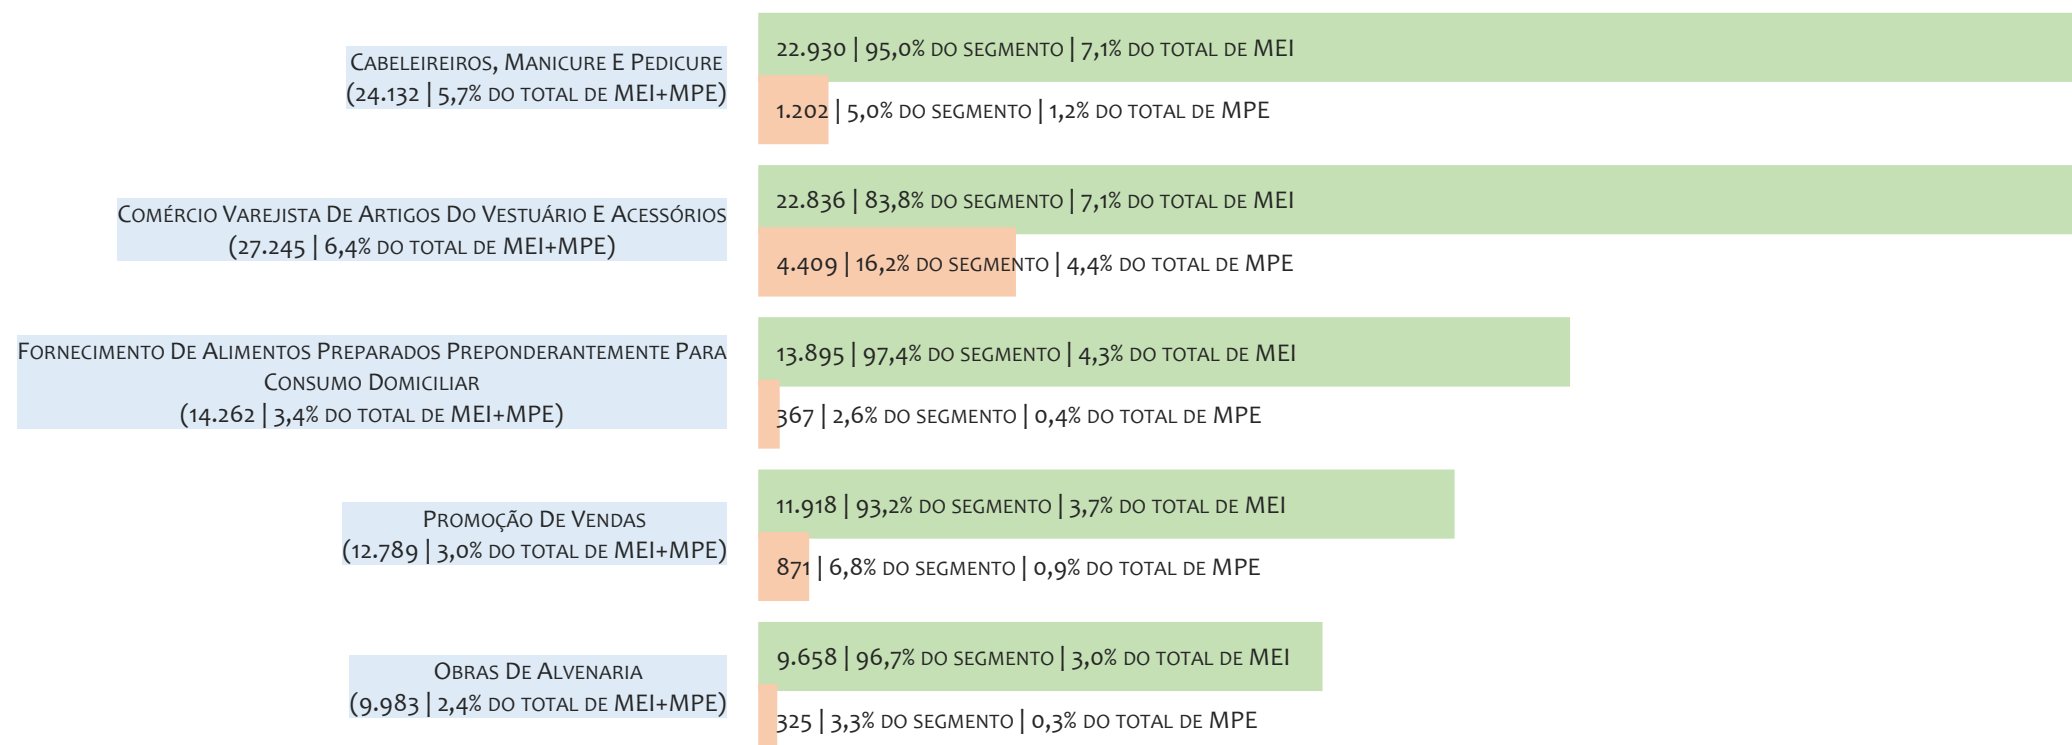 Cabeleireiros, Manicure E Pedicure
(24.132 | 5,7% do total de MEI+MPE)
22.930 | 95,0% do segmento | 7,1% do total de MEI
1.202 | 5,0% do segmento | 1,2% do total de MPE
Comércio Varejista De Artigos Do Vestuário E Acessórios
(27.245 | 6,4% do total de MEI+MPE)
22.836 | 83,8% do segmento | 7,1% do total de MEI
4.409 | 16,2% do segmento | 4,4% do total de MPE
Fornecimento De Alimentos Preparados Preponderantemente Para
Consumo Domiciliar
(14.262 | 3,4% do total de MEI+MPE)
13.895 | 97,4% do segmento | 4,3% do total de MEI
367 | 2,6% do segmento | 0,4% do total de MPE
Promoção De Vendas
(12.789 | 3,0% do total de MEI+MPE)
11.918 | 93,2% do segmento | 3,7% do total de MEI
871 | 6,8% do segmento | 0,9% do total de MPE
Obras De Alvenaria
(9.983 | 2,4% do total de MEI+MPE)
9.658 | 96,7% do segmento | 3,0% do total de MEI
325 | 3,3% do segmento | 0,3% do total de MPE